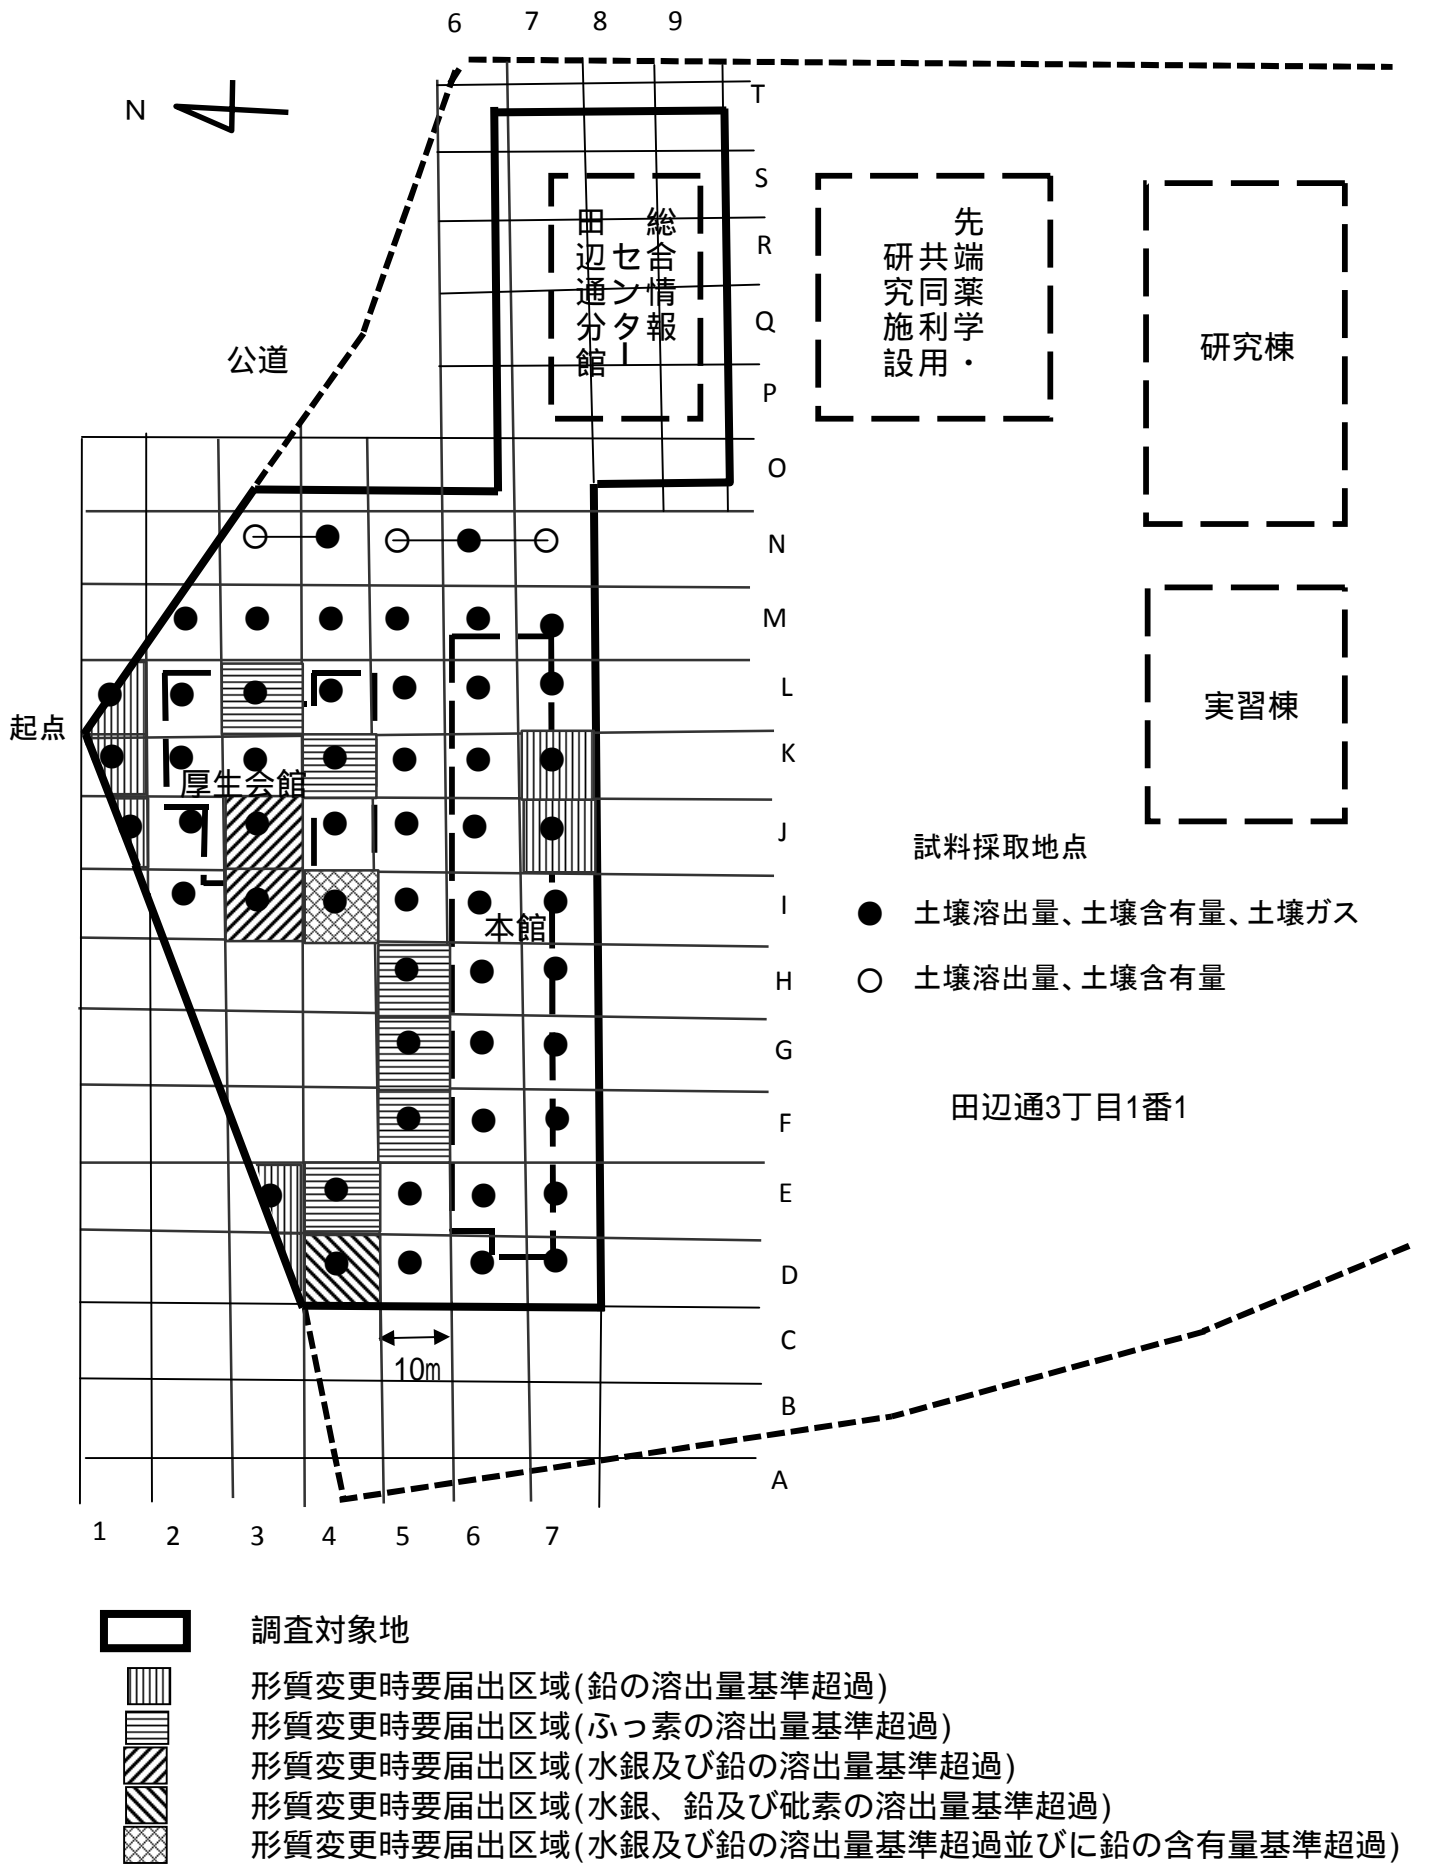 6 7 8 9
N
T
S
R
Q
P
O
N
M
L
K
J
I
H
G
F
E
D
C
B
A
総合情報
センター
田辺通分館
先端薬学・
共同利用
研究施設
研究棟
公道
実習棟
起点
厚生会館
本館
試料採取地点
● 土壌溶出量、土壌含有量、土壌ガス
○ 土壌溶出量、土壌含有量
田辺通3丁目1番1
10m
1 2 3 4 5 6 7
調査対象地
形質変更時要届出区域(鉛の溶出量基準超過)
形質変更時要届出区域(ふっ素の溶出量基準超過)
形質変更時要届出区域(水銀及び鉛の溶出量基準超過)
形質変更時要届出区域(水銀、鉛及び砒素の溶出量基準超過)
形質変更時要届出区域(水銀及び鉛の溶出量基準超過並びに鉛の含有量基準超過)